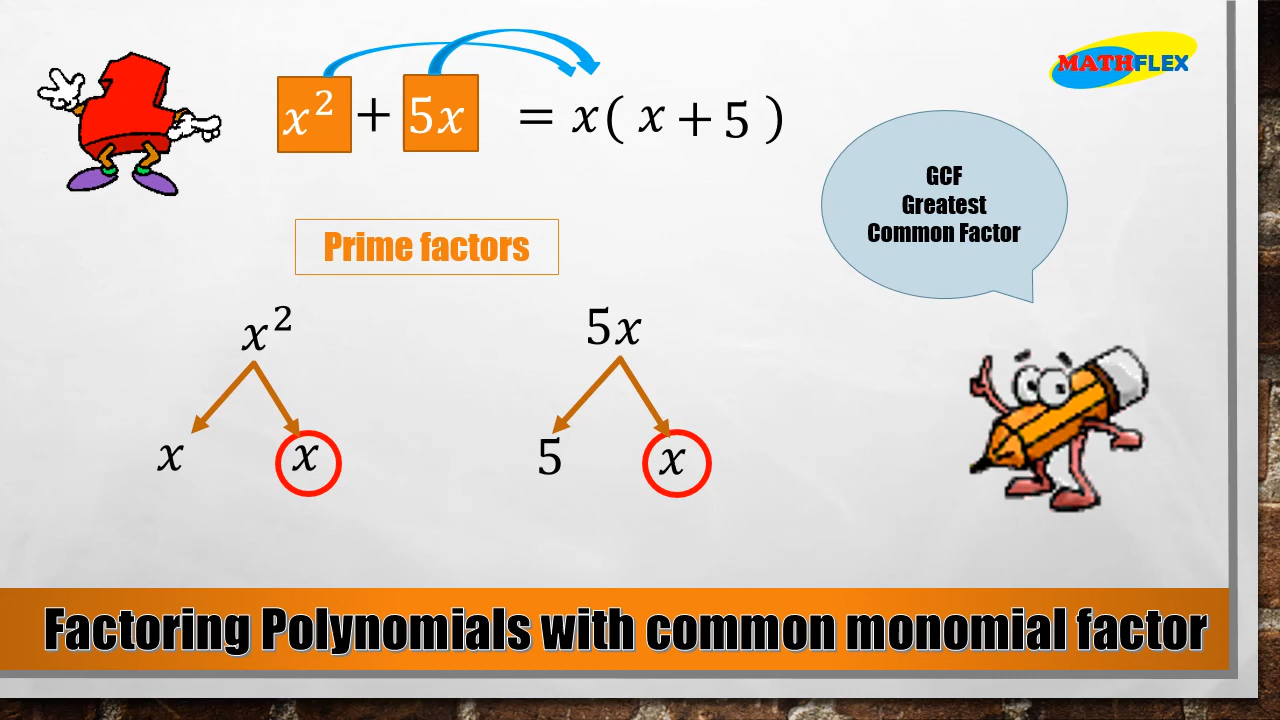 MATHFLEX
x² + 5x = x( x + 5 )
GCF
Greatest
Common Factor
Prime factors
x² 5x
x x 5 x
Factoring Polynomials with common monomial factor